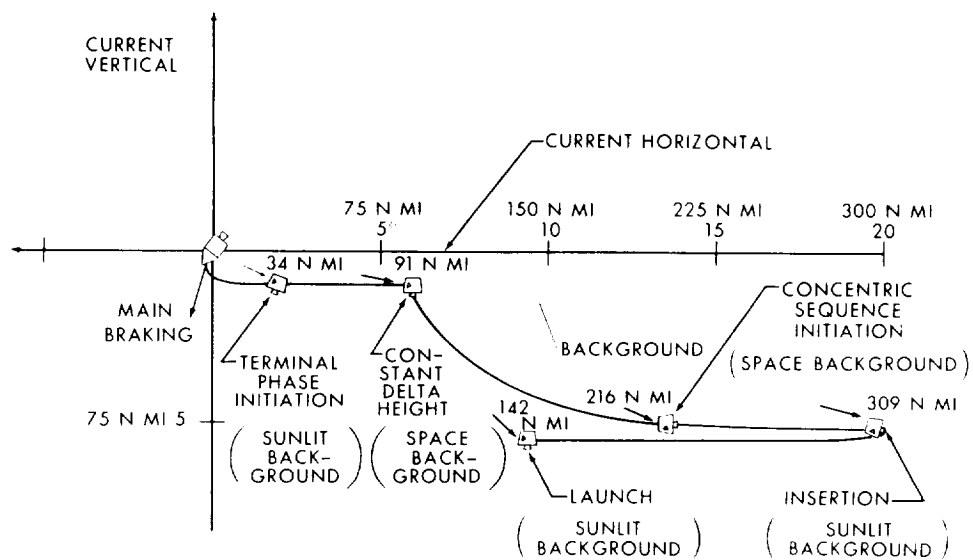 CURRENT
VERTICAL
CURRENT HORIZONTAL
75 N MI
5
150 N MI
10
225 N MI
15
300 N MI
20
34 N MI
91 N MI
MAIN
BRAKING
TERMINAL
PHASE
INITIATION
(SUNLIT
BACK-
GROUND)
CON-
STANT
DELTA
HEIGHT
(SPACE
BACK-
GROUND)
BACKGROUND
CONCENTRIC
SEQUENCE
INITIATION
(SPACE BACKGROUND)
75 N MI 5
142
N MI
216 N MI
309 N MI
LAUNCH
(SUNLIT
BACKGROUND)
INSERTION
(SUNLIT
BACKGROUND)